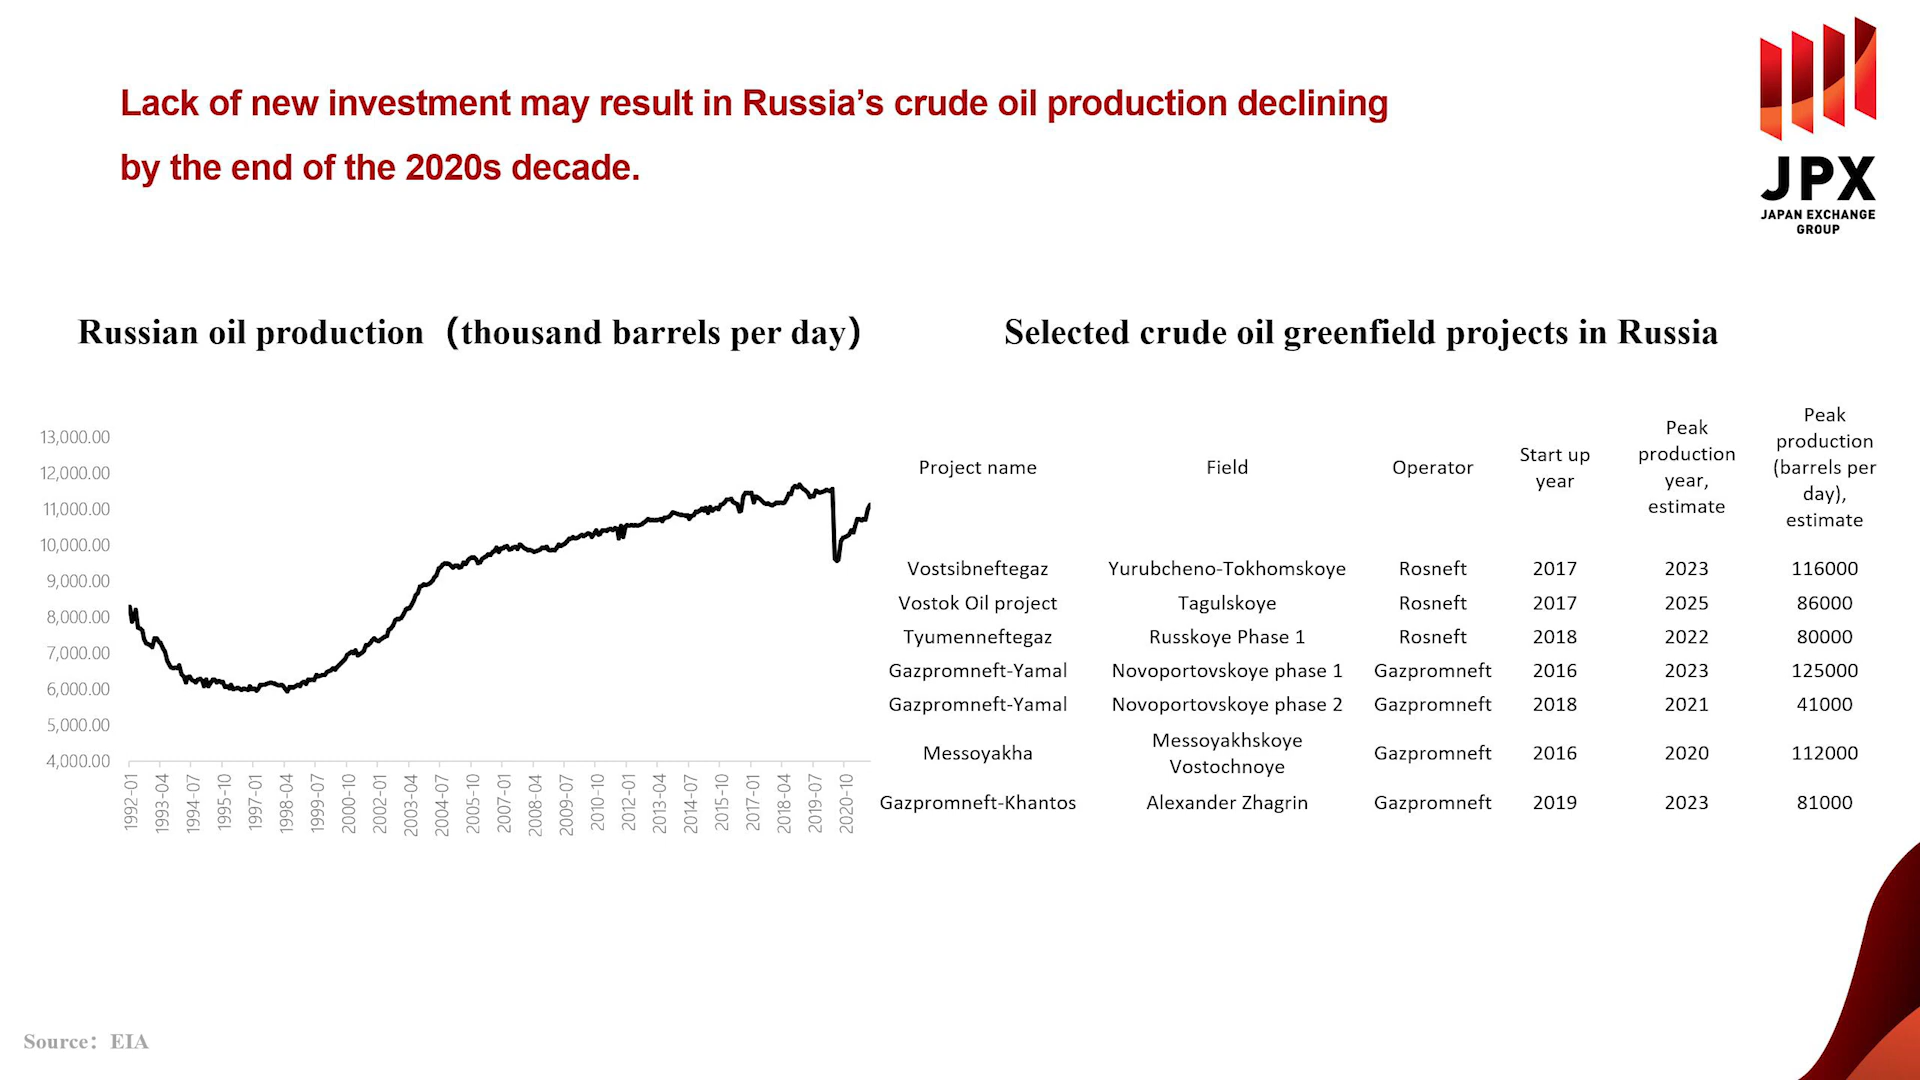 Lack of new investment may result in Russia’s crude oil production declining
by the end of the 2020s decade.
JPX
JAPAN EXCHANGE
GROUP
Russian oil production（thousand barrels per day）
13,000.00
12,000.00
11,000.00
10,000.00
9,000.00
8,000.00
7,000.00
6,000.00
5,000.00
4,000.00
1992-01
1993-04
1994-07
1995-10
1997-01
1998-04
1999-07
2000-10
2002-01
2003-04
2004-07
2005-10
2007-01
2008-04
2009-07
2010-10
2012-01
2013-04
2014-07
2015-10
2017-01
2018-04
2019-07
2020-10
Selected crude oil greenfield projects in Russia
Project name
Field
Operator
Start up
year
Peak
production
year,
estimate
Peak
production
(barrels per
day),
estimate
Vostsibneftegaz Yurubcheno-Tokhomskoye Rosneft 2017 2023 116000
Vostok Oil project Tagulskoye Rosneft 2017 2025 86000
Tyumenneftegaz Russkoye Phase 1 Rosneft 2018 2022 80000
Gazpromneft-Yamal Novoportovskoye phase 1 Gazpromneft 2016 2023 125000
Gazpromneft-Yamal Novoportovskoye phase 2 Gazpromneft 2018 2021 41000
Messoyakha
Messoyakhskoye
Vostochnoye
Gazpromneft 2016 2020 112000
Gazpromneft-Khantos Alexander Zhagrin Gazpromneft 2019 2023 81000
Source：EIA